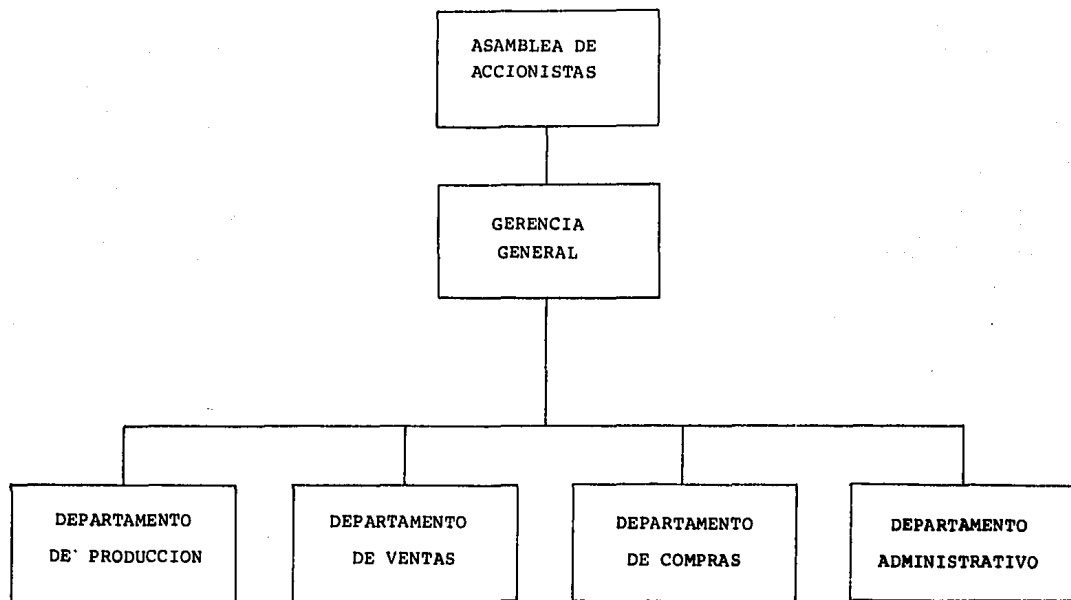 ASAMBLEA DE
ACCIONISTAS
GERENCIA
GENERAL
DEPARTAMENTO
DE PRODUCCION
DEPARTAMENTO
DE VENTAS
DEPARTAMENTO
DE COMPRAS
DEPARTAMENTO
ADMINISTRATIVO